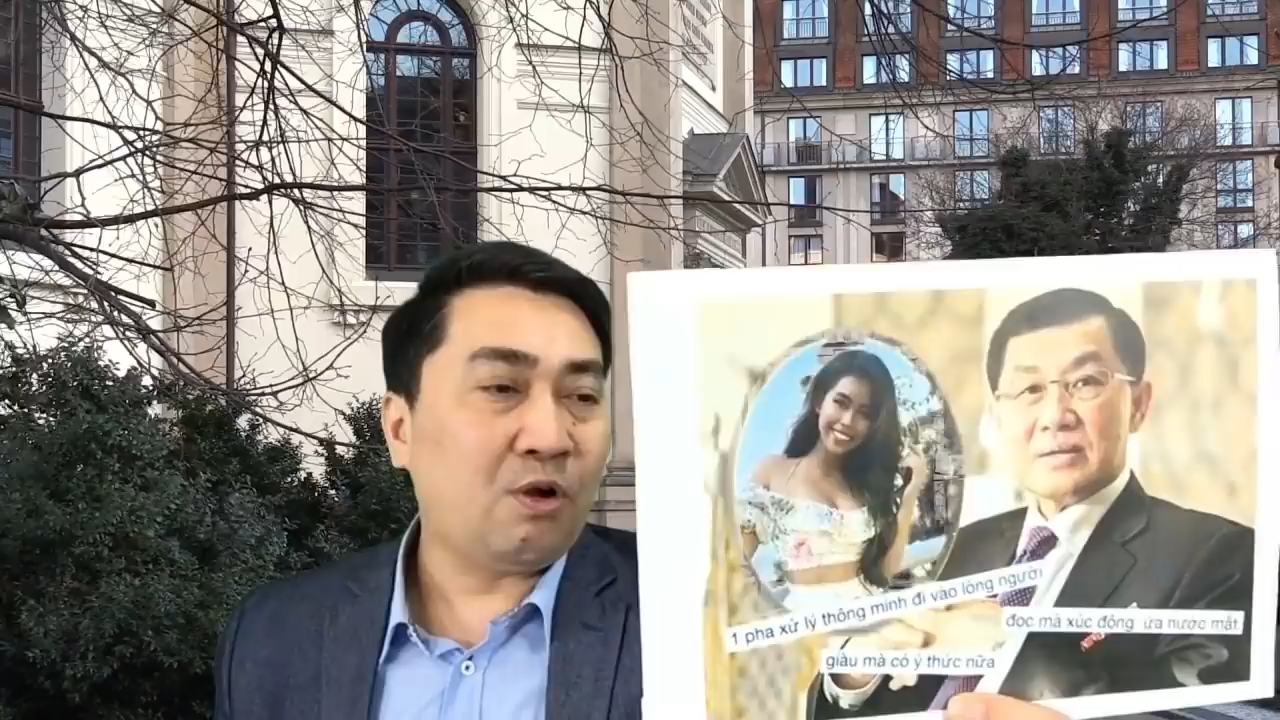 1 pha xử lý thông minh đi vào lòng người
đọc mà xúc động ứa nước mắt
giàu mà có ý thức nữa